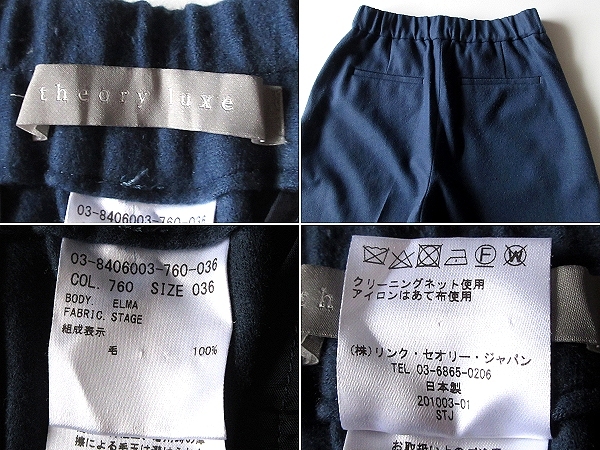 theory luxe
03-8406003-760-036
03-8406003-760-036
COL. 760 SIZE 036
BODY. ELMA
FABRIC. STAGE
組成表示
毛 100%
クリーニングネット使用
アイロンはあて布使用
(株)リンク・セオリー・ジャパン
TEL 03-6865-0206
日本製
201003-01
STJ